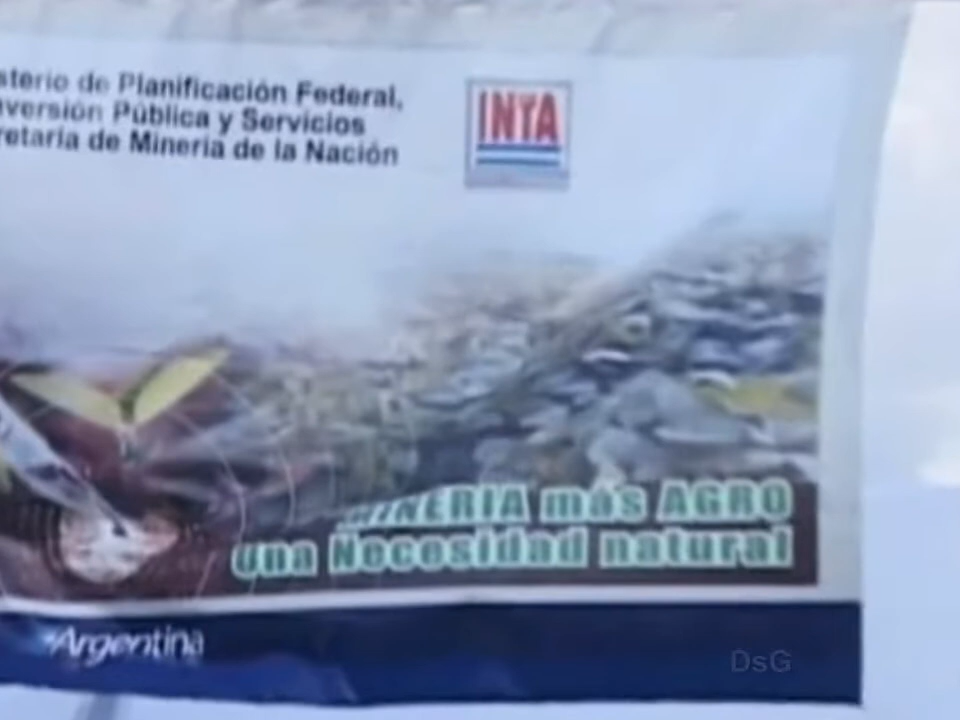 sterio de Planificación Federal,
versión Pública y Servicios
retaría de Minería de la Nación
INTA
MINERIA más AGRO
una Necesidad natural
Argentina
DsG